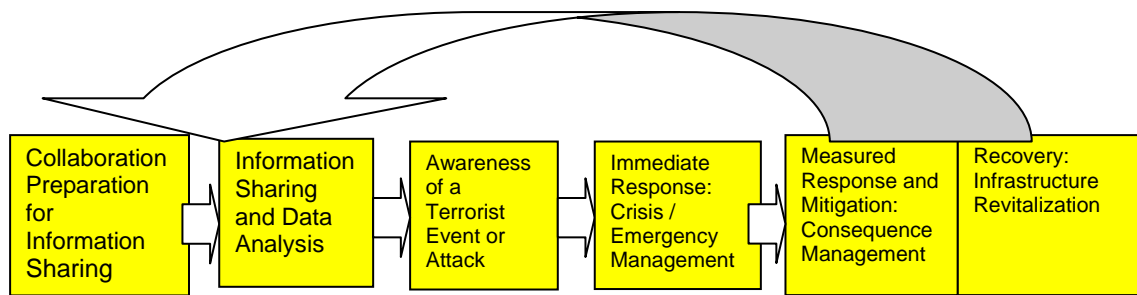 Collaboration
Preparation
for
Information
Sharing
Information
Sharing
and Data
Analysis
Awareness
of a
Terrorist
Event or
Attack
Immediate
Response:
Crisis /
Emergency
Management
Measured
Response and
Mitigation:
Consequence
Management
Recovery:
Infrastructure
Revitalization